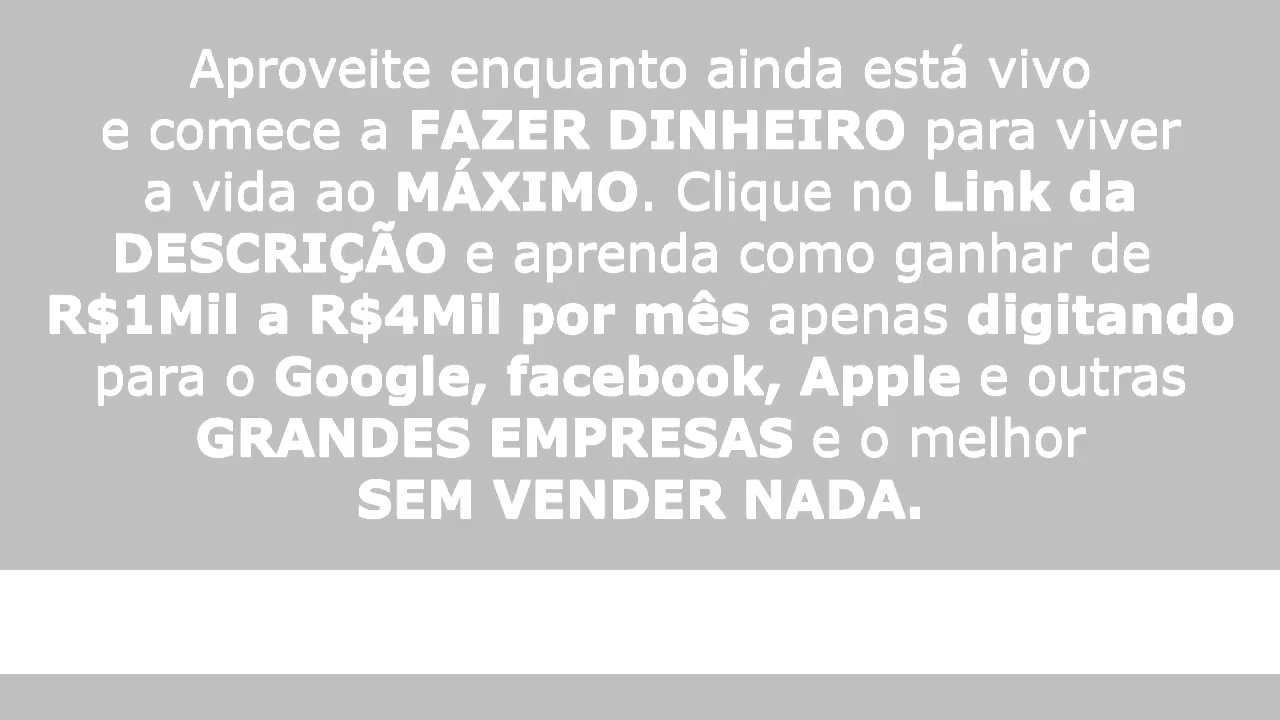 Aproveite enquanto ainda está vivo
e comece a FAZER DINHEIRO para viver
a vida ao MÁXIMO. Clique no Link da
DESCRIÇÃO e aprenda como ganhar de
R$1Mil a R$4Mil por mês apenas digitando
para o Google, facebook, Apple e outras
GRANDES EMPRESAS e o melhor
SEM VENDER NADA.